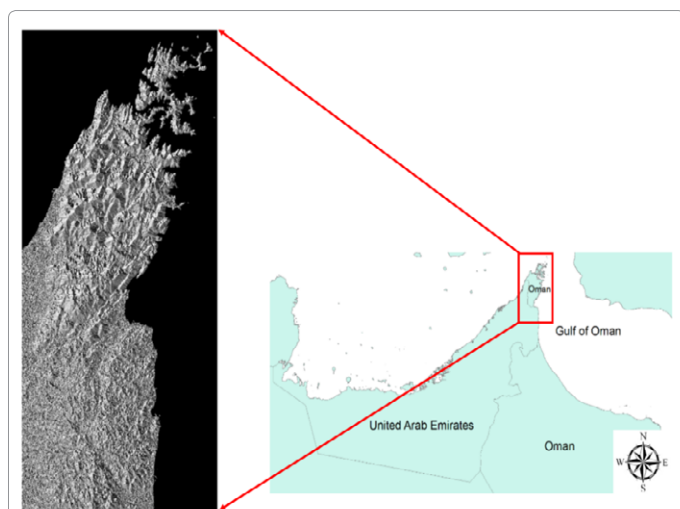 Oman
Gulf of Oman
United Arab Emirates
Oman
N
W E
S